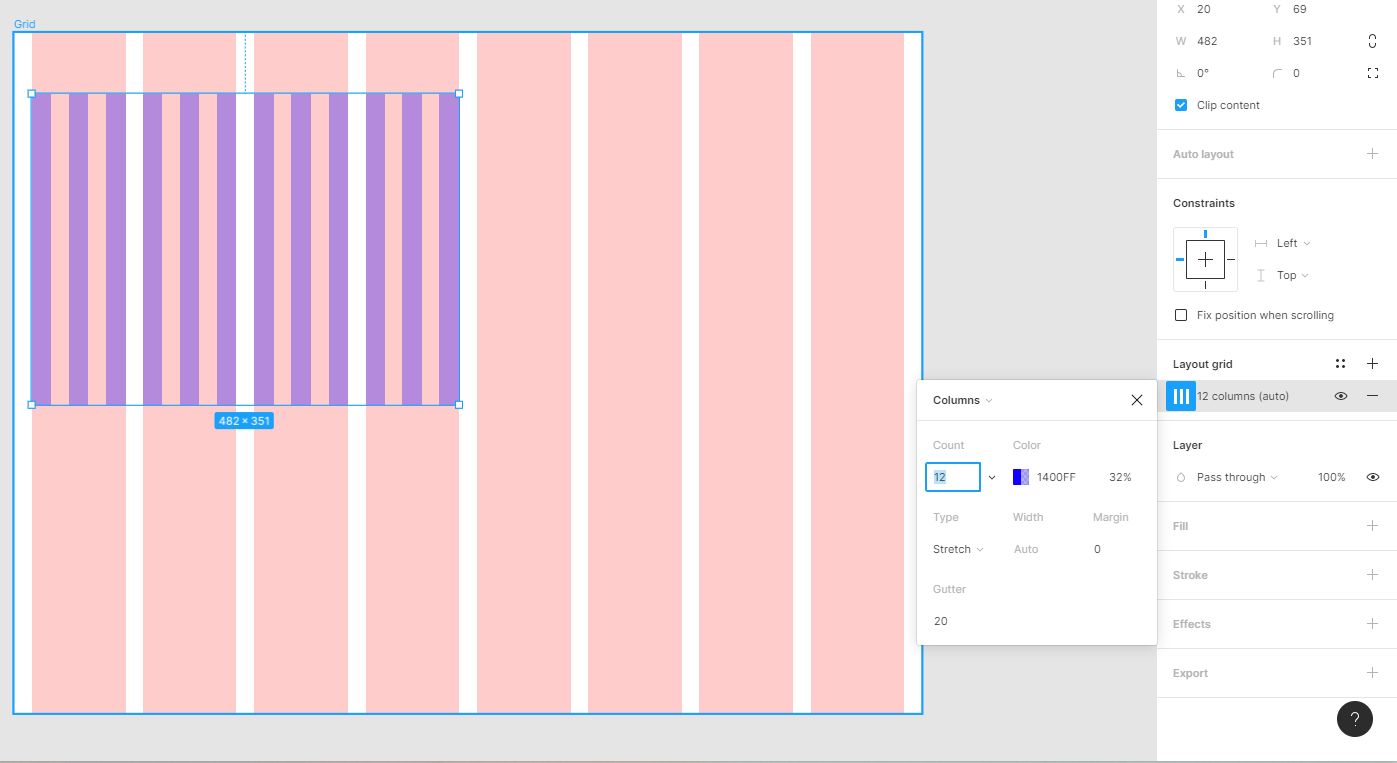 Grid
482 × 351
X 20 Y 69
W 482 H 351
0° 0
Clip content
Auto layout
Constraints
Left
Top
Fix position when scrolling
Layout grid
12 columns (auto)
Layer
Pass through 100%
Fill
Stroke
Effects
Export
?
Columns
Count Color
12 1400FF 32%
Type Width Margin
Stretch Auto 0
Gutter
20